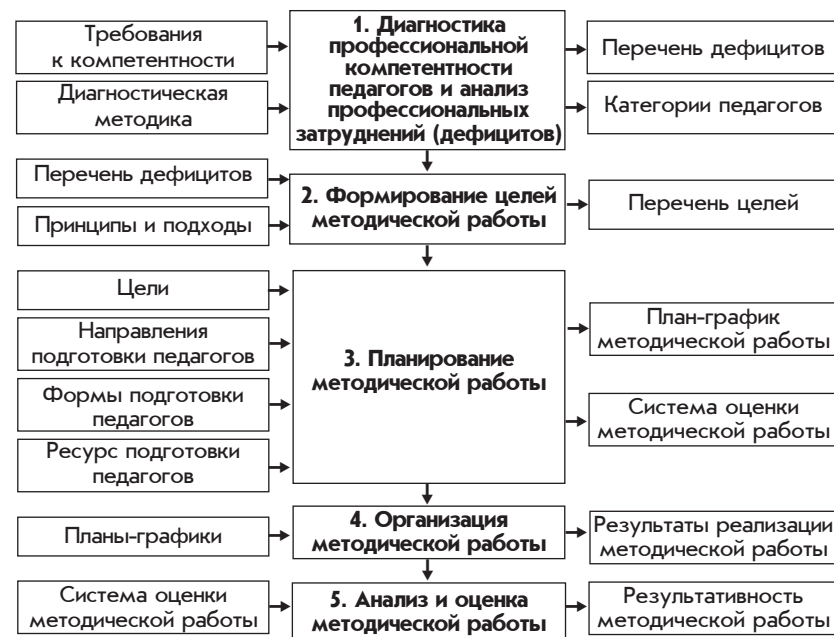 Требования
к компетентности
Диагностическая
методика
1. Диагностика
профессиональной
компетентности
педагогов и анализ
профессиональных
затруднений (дефицитов)
Перечень дефицитов
Категории педагогов
Перечень дефицитов
Принципы и подходы
2. Формирование целей
методической работы
Перечень целей
Цели
Направления
подготовки педагогов
Формы подготовки
педагогов
Ресурс подготовки
педагогов
3. Планирование
методической работы
План-график
методической работы
Система оценки
методической работы
Планы-графики
4. Организация
методической работы
Результаты реализации
методической работы
Система оценки
методической работы
5. Анализ и оценка
методической работы
Результативность
методической работы